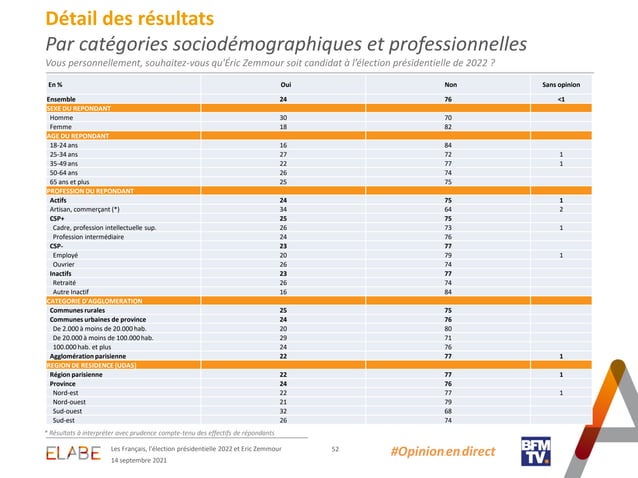 Détail des résultats
Par catégories sociodémographiques et professionnelles
Vous personnellement, souhaitez-vous qu'Éric Zemmour soit candidat à l'élection présidentielle de 2022 ?
En % Oui Non Sans opinion
Ensemble 24 76 <1
SEXE DU REPONDANT
Homme 30 70
Femme 18 82
AGE DU REPONDANT
18-24 ans 16 84
25-34 ans 27 72 1
35-49 ans 22 77 1
50-64 ans 26 74
65 ans et plus 25 75
PROFESSION DU REPONDANT
Actifs 24 75 1
Artisan, commerçant (*) 34 64 2
CSP+ 25 75
Cadre, profession intellectuelle sup. 26 73 1
Profession intermédiaire 24 76
CSP- 23 77
Employé 20 79 1
Ouvrier 26 74
Inactifs 23 77
Retraité 26 74
Autre Inactif 16 84
CATEGORIE D'AGGLOMERATION
Communes rurales 25 75
Communes urbaines de province 24 76
De 2.000 à moins de 20.000 hab. 20 80
De 20.000 à moins de 100.000 hab. 29 71
100.000 hab. et plus 24 76
Agglomération parisienne 22 77 1
REGION DE RESIDENCE (UDA5)
Région parisienne 22 77 1
Province 24 76
Nord-est 22 77 1
Nord-ouest 21 79
Sud-ouest 32 68
Sud-est 26 74
* Résultats à interpréter avec prudence compte-tenu des effectifs de répondants
ELABE
Les Français, l'élection présidentielle 2022 et Eric Zemmour
14 septembre 2021
52
#Opinion en direct
BFM
TV.